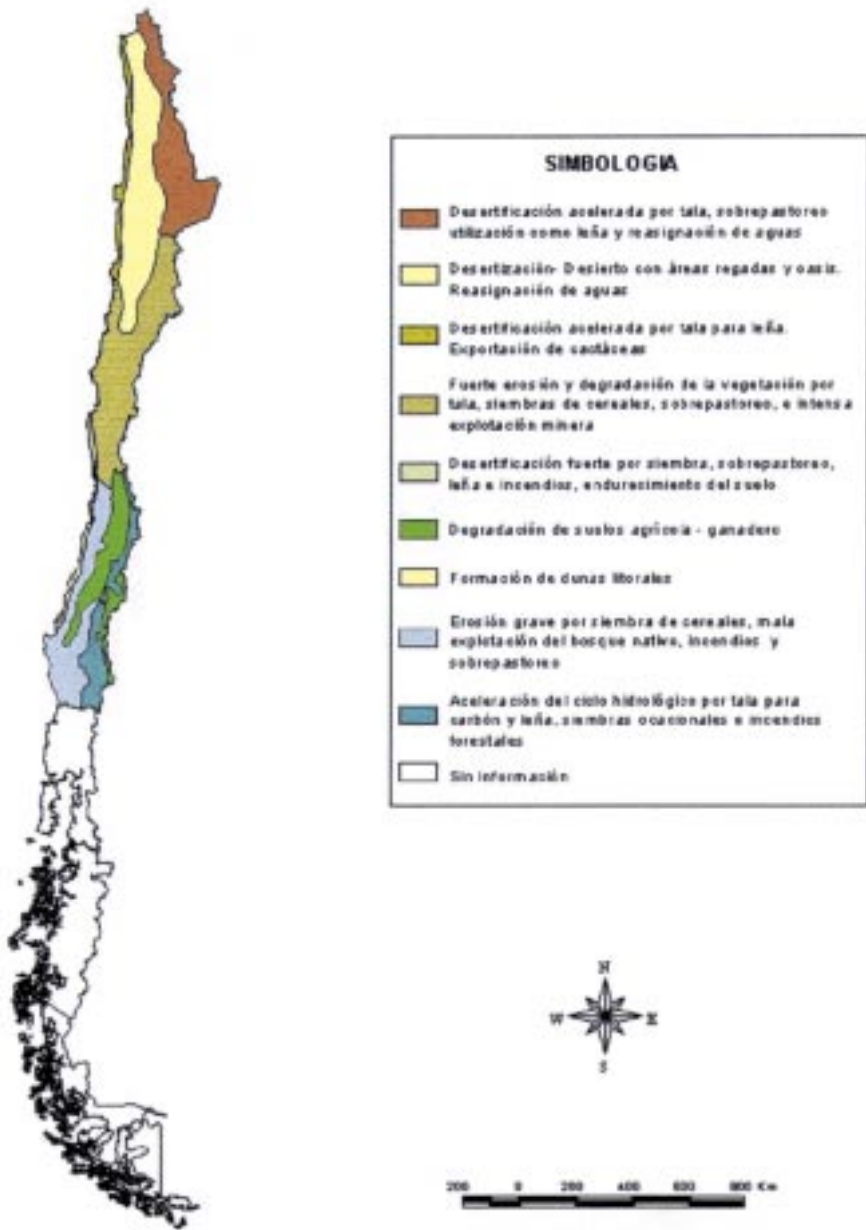 SIMBOLOGIA
Desertificación acelerada por tala, sobrepastoreo
utilización como leña y reasignación de aguas
Desertización- Desierto con áreas regadas y oasis.
Reasignación de aguas
Desertificación acelerada por tala para leña.
Exportación de cactáceas
Fuerte erosión y degradación de la vegetación por
tala, siembras de cereales, sobrepastoreo, e intensa
explotación minera
Desertificación fuerte por siembra, sobrepastoreo,
leña e incendios, endurecimiento del suelo
Degradación de suelos agrícola - ganadero
Formación de dunas litorales
Erosión grave por siembra de cereales, mala
explotación del bosque nativo, incendios y
sobrepastoreo
Aceleración del ciclo hidrológico por tala para
carbón y leña, siembras ocacionales e incendios
forestales
Sin información
N
W E
S
200 0 200 400 600 800 Km